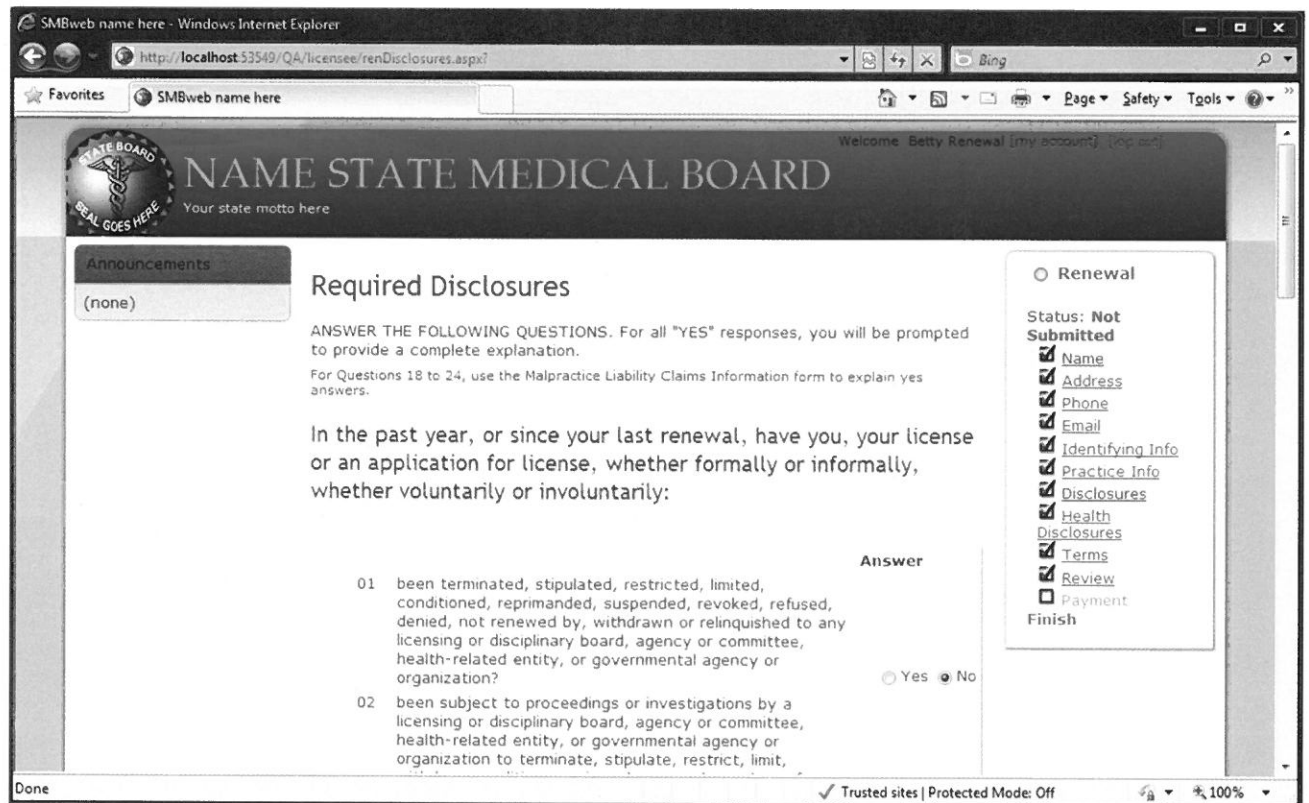 SMBweb name here - Windows Internet Explorer
http://localhost:53549/QA/licensee/renDisclosures.aspx?
Bing
Favorites
SMBweb name here
Page
Safety
Tools
Welcome Betty Renewal [my account] [log out]
STATE BOARD
SEAL GOES HERE
NAME STATE MEDICAL BOARD
Your state motto here
Announcements
(none)
Required Disclosures
ANSWER THE FOLLOWING QUESTIONS. For all "YES" responses, you will be prompted
to provide a complete explanation.
For Questions 18 to 24, use the Malpractice Liability Claims Information form to explain yes
answers.
In the past year, or since your last renewal, have you, your license
or an application for license, whether formally or informally,
whether voluntarily or involuntarily:
Answer
01 been terminated, stipulated, restricted, limited,
conditioned, reprimanded, suspended, revoked, refused,
denied, not renewed by, withdrawn or relinquished to any
licensing or disciplinary board, agency or committee,
health-related entity, or governmental agency or
organization?
Yes No
02 been subject to proceedings or investigations by a
licensing or disciplinary board, agency or committee,
health-related entity, or governmental agency or
organization to terminate, stipulate, restrict, limit,
Renewal
Status: Not
Submitted
Name
Address
Phone
Email
Identifying Info
Practice Info
Disclosures
Health
Disclosures
Terms
Review
Payment
Finish
Done
Trusted sites | Protected Mode: Off
100%